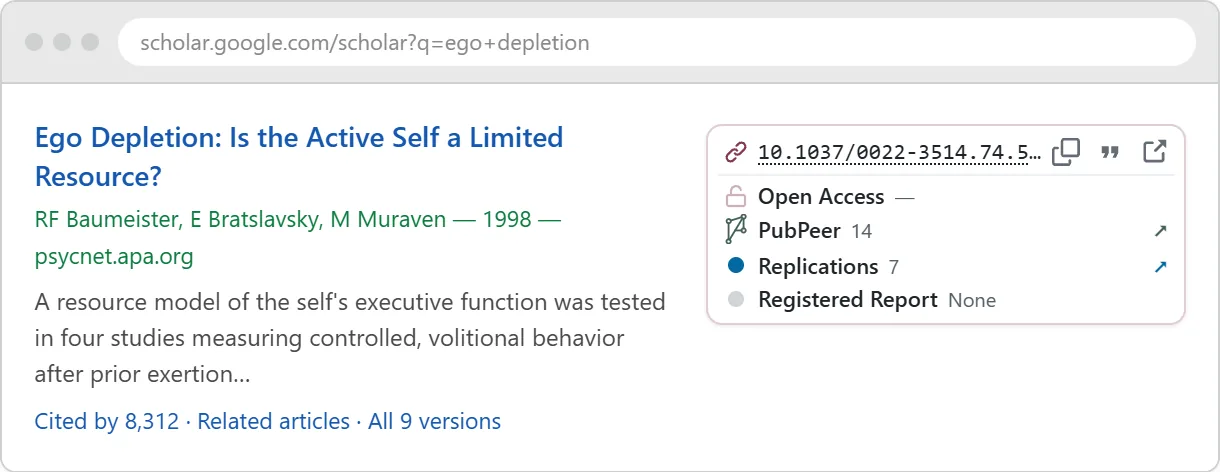 scholar.google.com/scholar?q=ego+depletion
Ego Depletion: Is the Active Self a Limited
Resource?
RF Baumeister, E Bratslavsky, M Muraven — 1998 —
psycnet.apa.org
A resource model of the self's executive function was tested
in four studies measuring controlled, volitional behavior
after prior exertion…
Cited by 8,312 · Related articles · All 9 versions
10.1037/0022-3514.74.5…
Open Access —
PubPeer 14 ↗
Replications 7 ↗
Registered Report None